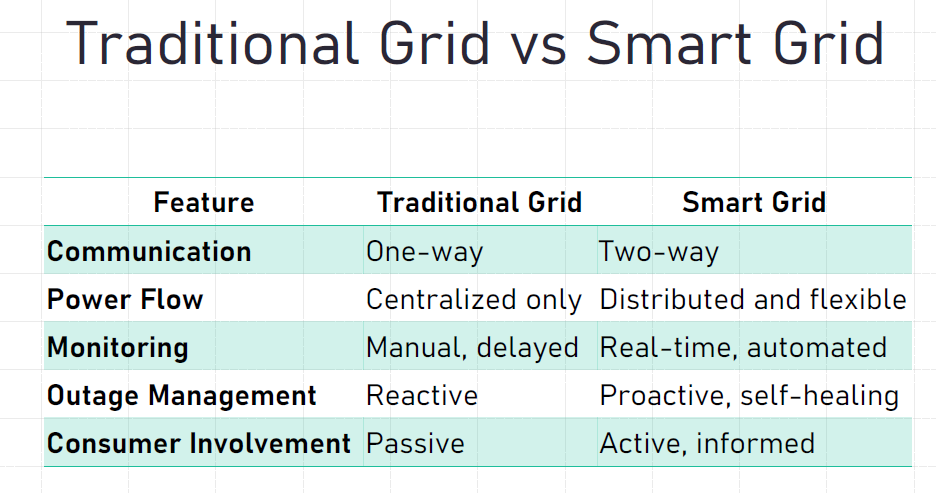 Traditional Grid vs Smart Grid
Feature Traditional Grid Smart Grid
Communication One-way Two-way
Power Flow Centralized only Distributed and flexible
Monitoring Manual, delayed Real-time, automated
Outage Management Reactive Proactive, self-healing
Consumer Involvement Passive Active, informed